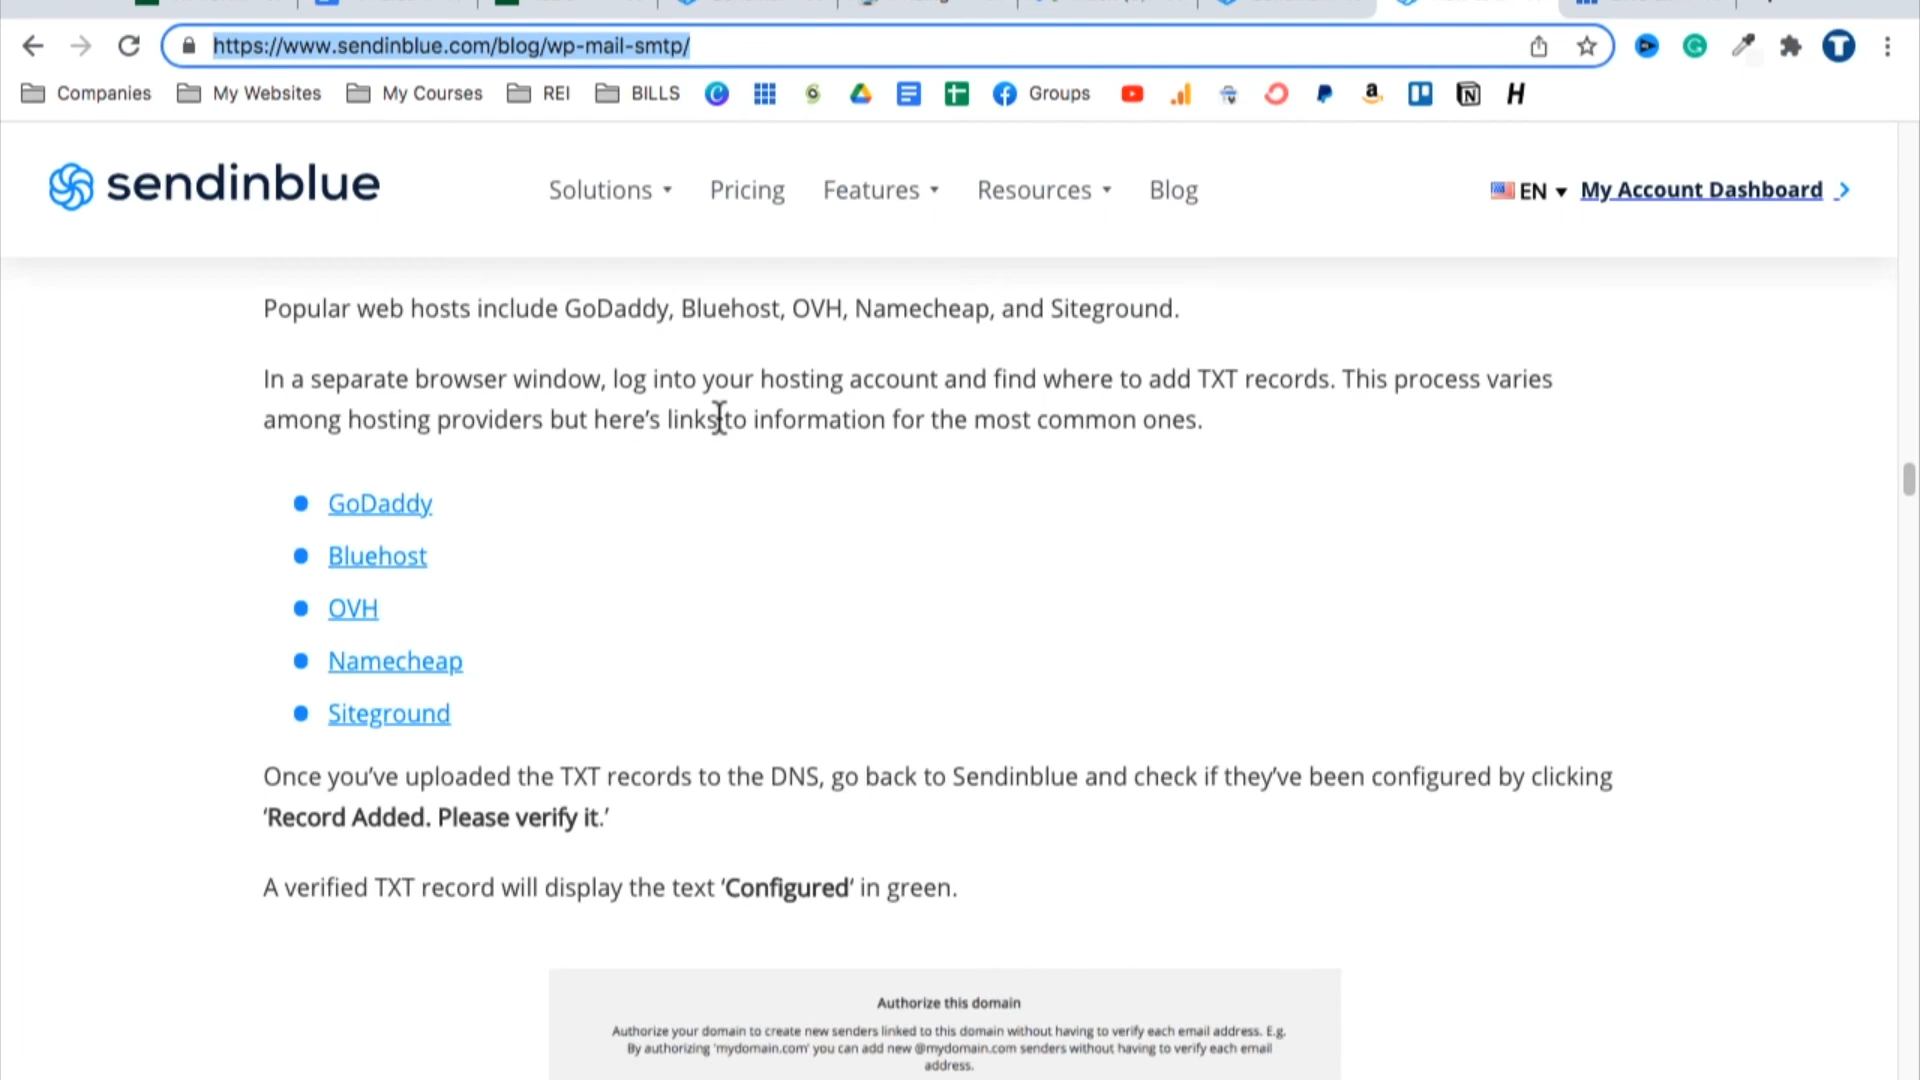 https://www.sendinblue.com/blog/wp-mail-smtp/
Companies My Websites My Courses REI BILLS Groups
sendinblue Solutions Pricing Features Resources Blog EN My Account Dashboard
Popular web hosts include GoDaddy, Bluehost, OVH, Namecheap, and Siteground.
In a separate browser window, log into your hosting account and find where to add TXT records. This process varies
among hosting providers but here’s links to information for the most common ones.
GoDaddy
Bluehost
OVH
Namecheap
Siteground
Once you’ve uploaded the TXT records to the DNS, go back to Sendinblue and check if they’ve been configured by clicking
‘Record Added. Please verify it.’
A verified TXT record will display the text ‘Configured’ in green.
Authorize this domain
Authorize your domain to create new senders linked to this domain without having to verify each email address. E.g.
By authorizing 'mydomain.com' you can add new @mydomain.com senders without having to verify each email
address.